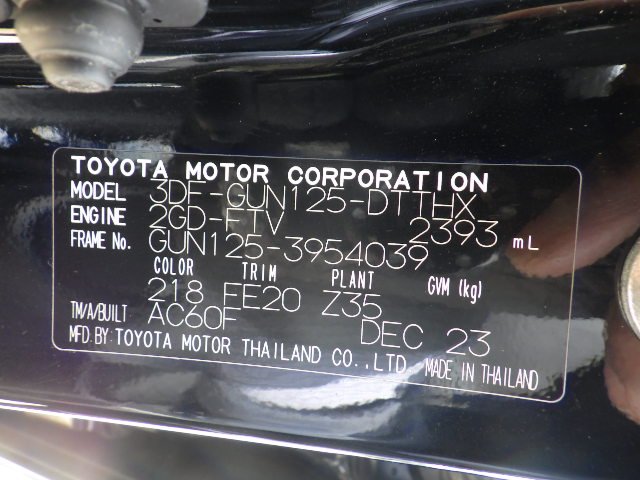 TOYOTA MOTOR CORPORATION
MODEL 3DF-GUN125-DTTHX
ENGINE 2GD-FTV 2393 mL
FRAME No. GUN125-3954039
COLOR TRIM PLANT GVM (kg)
218 FE20 Z35
TM/A/BUILT AC60F DEC 23
MFD.BY:TOYOTA MOTOR THAILAND CO.,LTD. MADE IN THAILAND